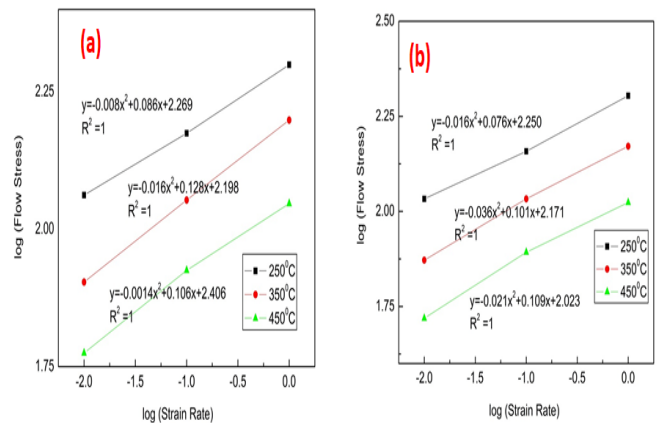 (a)
2.25
2.00
1.75
log (Flow Stress)
y=-0.008x²+0.086x+2.269
R²=1
y=-0.016x²+0.128x+2.198
R²=1
y=-0.0014x²+0.106x+2.406
R²=1
250⁰C
350⁰C
450⁰C
-2.0 -1.5 -1.0 -0.5 0.0
log (Strain Rate)
(b)
2.50
2.25
2.00
1.75
log (Flow Stress)
y=-0.016x²+0.076x+2.250
R²=1
y=-0.036x²+0.101x+2.171
R²=1
250⁰C
350⁰C
450⁰C
y=-0.021x²+0.109x+2.023
R²=1
-2.0 -1.5 -1.0 -0.5 0.0
log (Strain Rate)